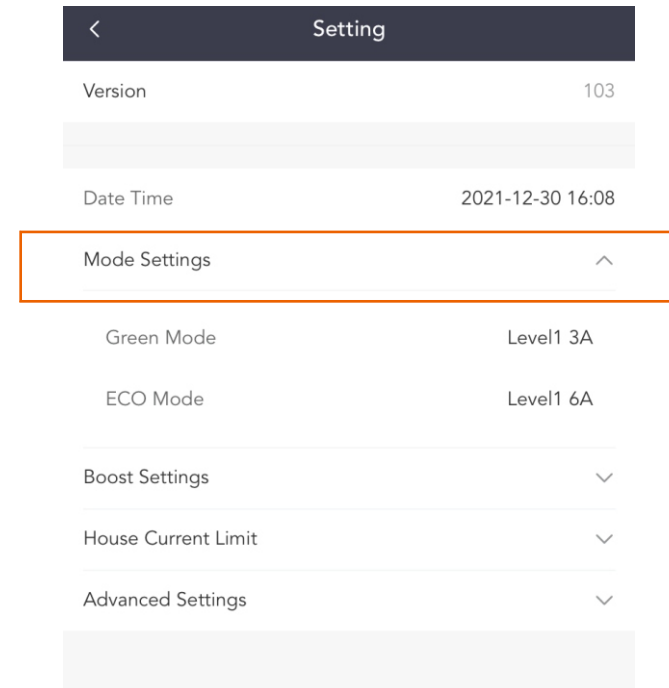 Setting
Version 103
Date Time 2021-12-30 16:08
Mode Settings
Green Mode Level1 3A
ECO Mode Level1 6A
Boost Settings
House Current Limit
Advanced Settings